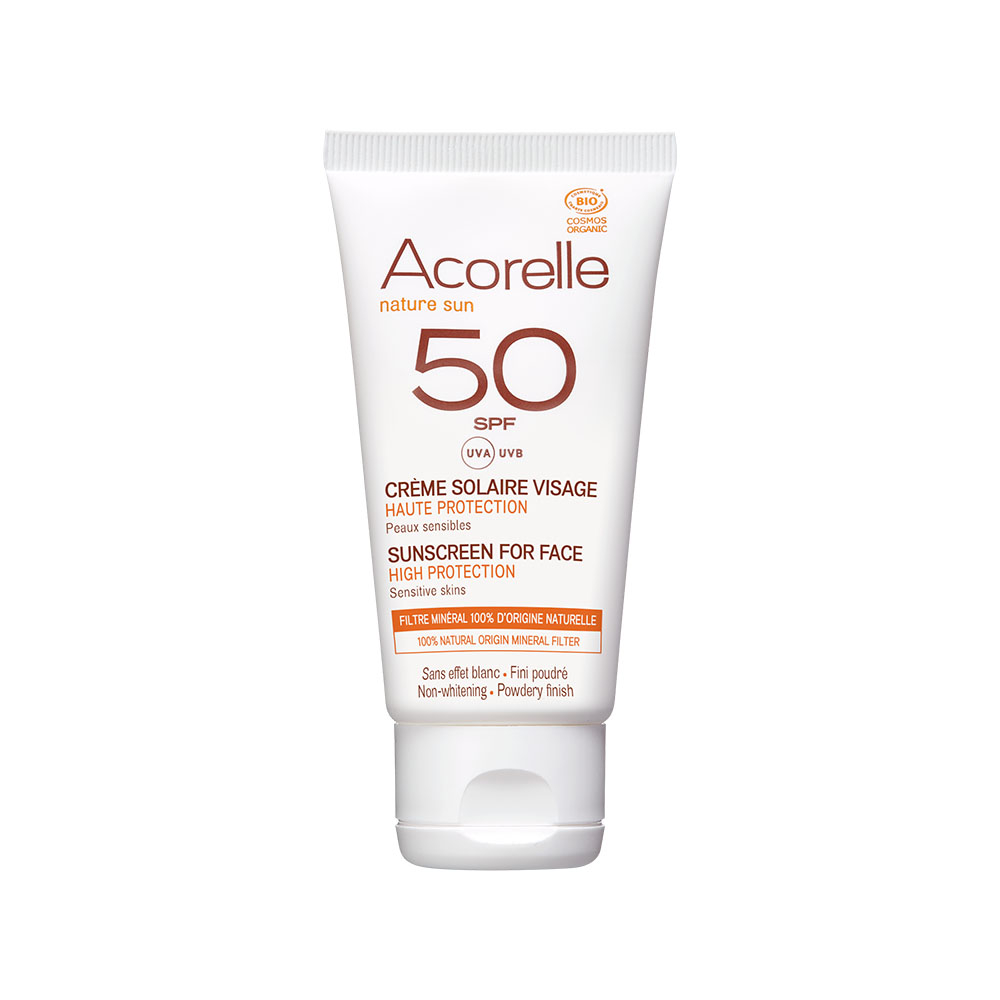 COSMÉTIQUE
BIO
COSMOS
ORGANIC
Acorelle
nature sun
50
SPF
UVA UVB
CRÈME SOLAIRE VISAGE
HAUTE PROTECTION
Peaux sensibles
SUNSCREEN FOR FACE
HIGH PROTECTION
Sensitive skins
FILTRE MINÉRAL 100% D'ORIGINE NATURELLE
100% NATURAL ORIGIN MINERAL FILTER
Sans effet blanc • Fini poudré
Non-whitening • Powdery finish